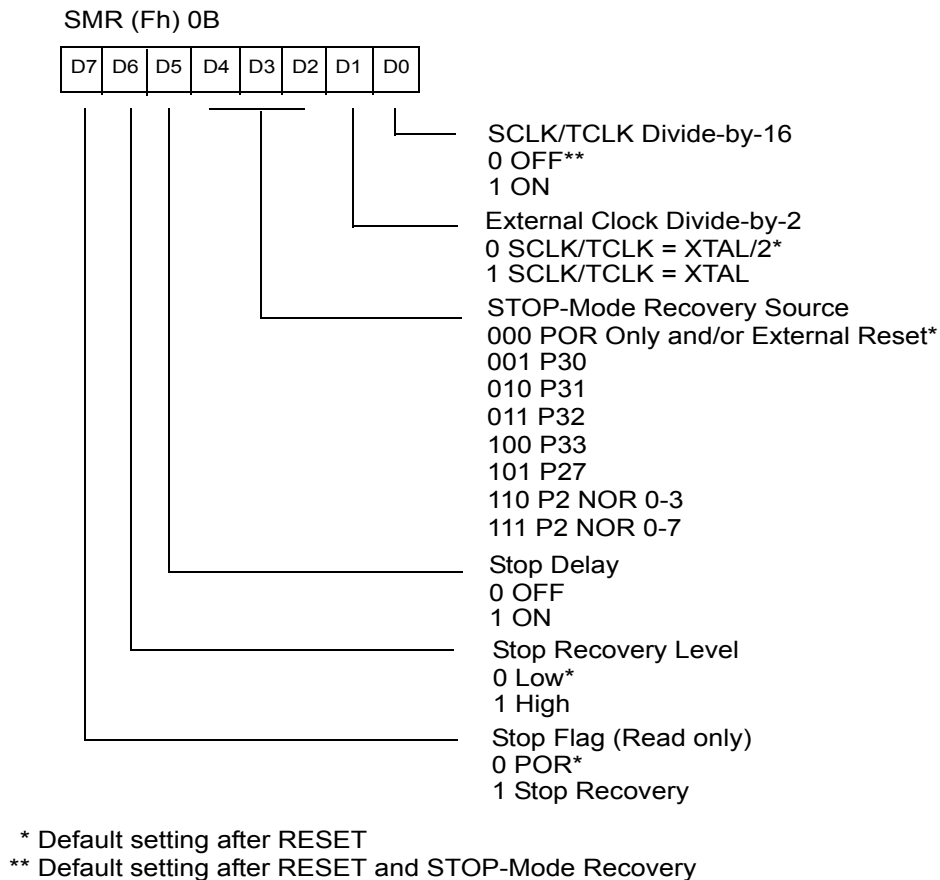 SMR (Fh) 0B
D7 D6 D5 D4 D3 D2 D1 D0
SCLK/TCLK Divide-by-16
0 OFF**
1 ON
External Clock Divide-by-2
0 SCLK/TCLK = XTAL/2*
1 SCLK/TCLK = XTAL
STOP-Mode Recovery Source
000 POR Only and/or External Reset*
001 P30
010 P31
011 P32
100 P33
101 P27
110 P2 NOR 0-3
111 P2 NOR 0-7
Stop Delay
0 OFF
1 ON
Stop Recovery Level
0 Low*
1 High
Stop Flag (Read only)
0 POR*
1 Stop Recovery
* Default setting after RESET
** Default setting after RESET and STOP-Mode Recovery